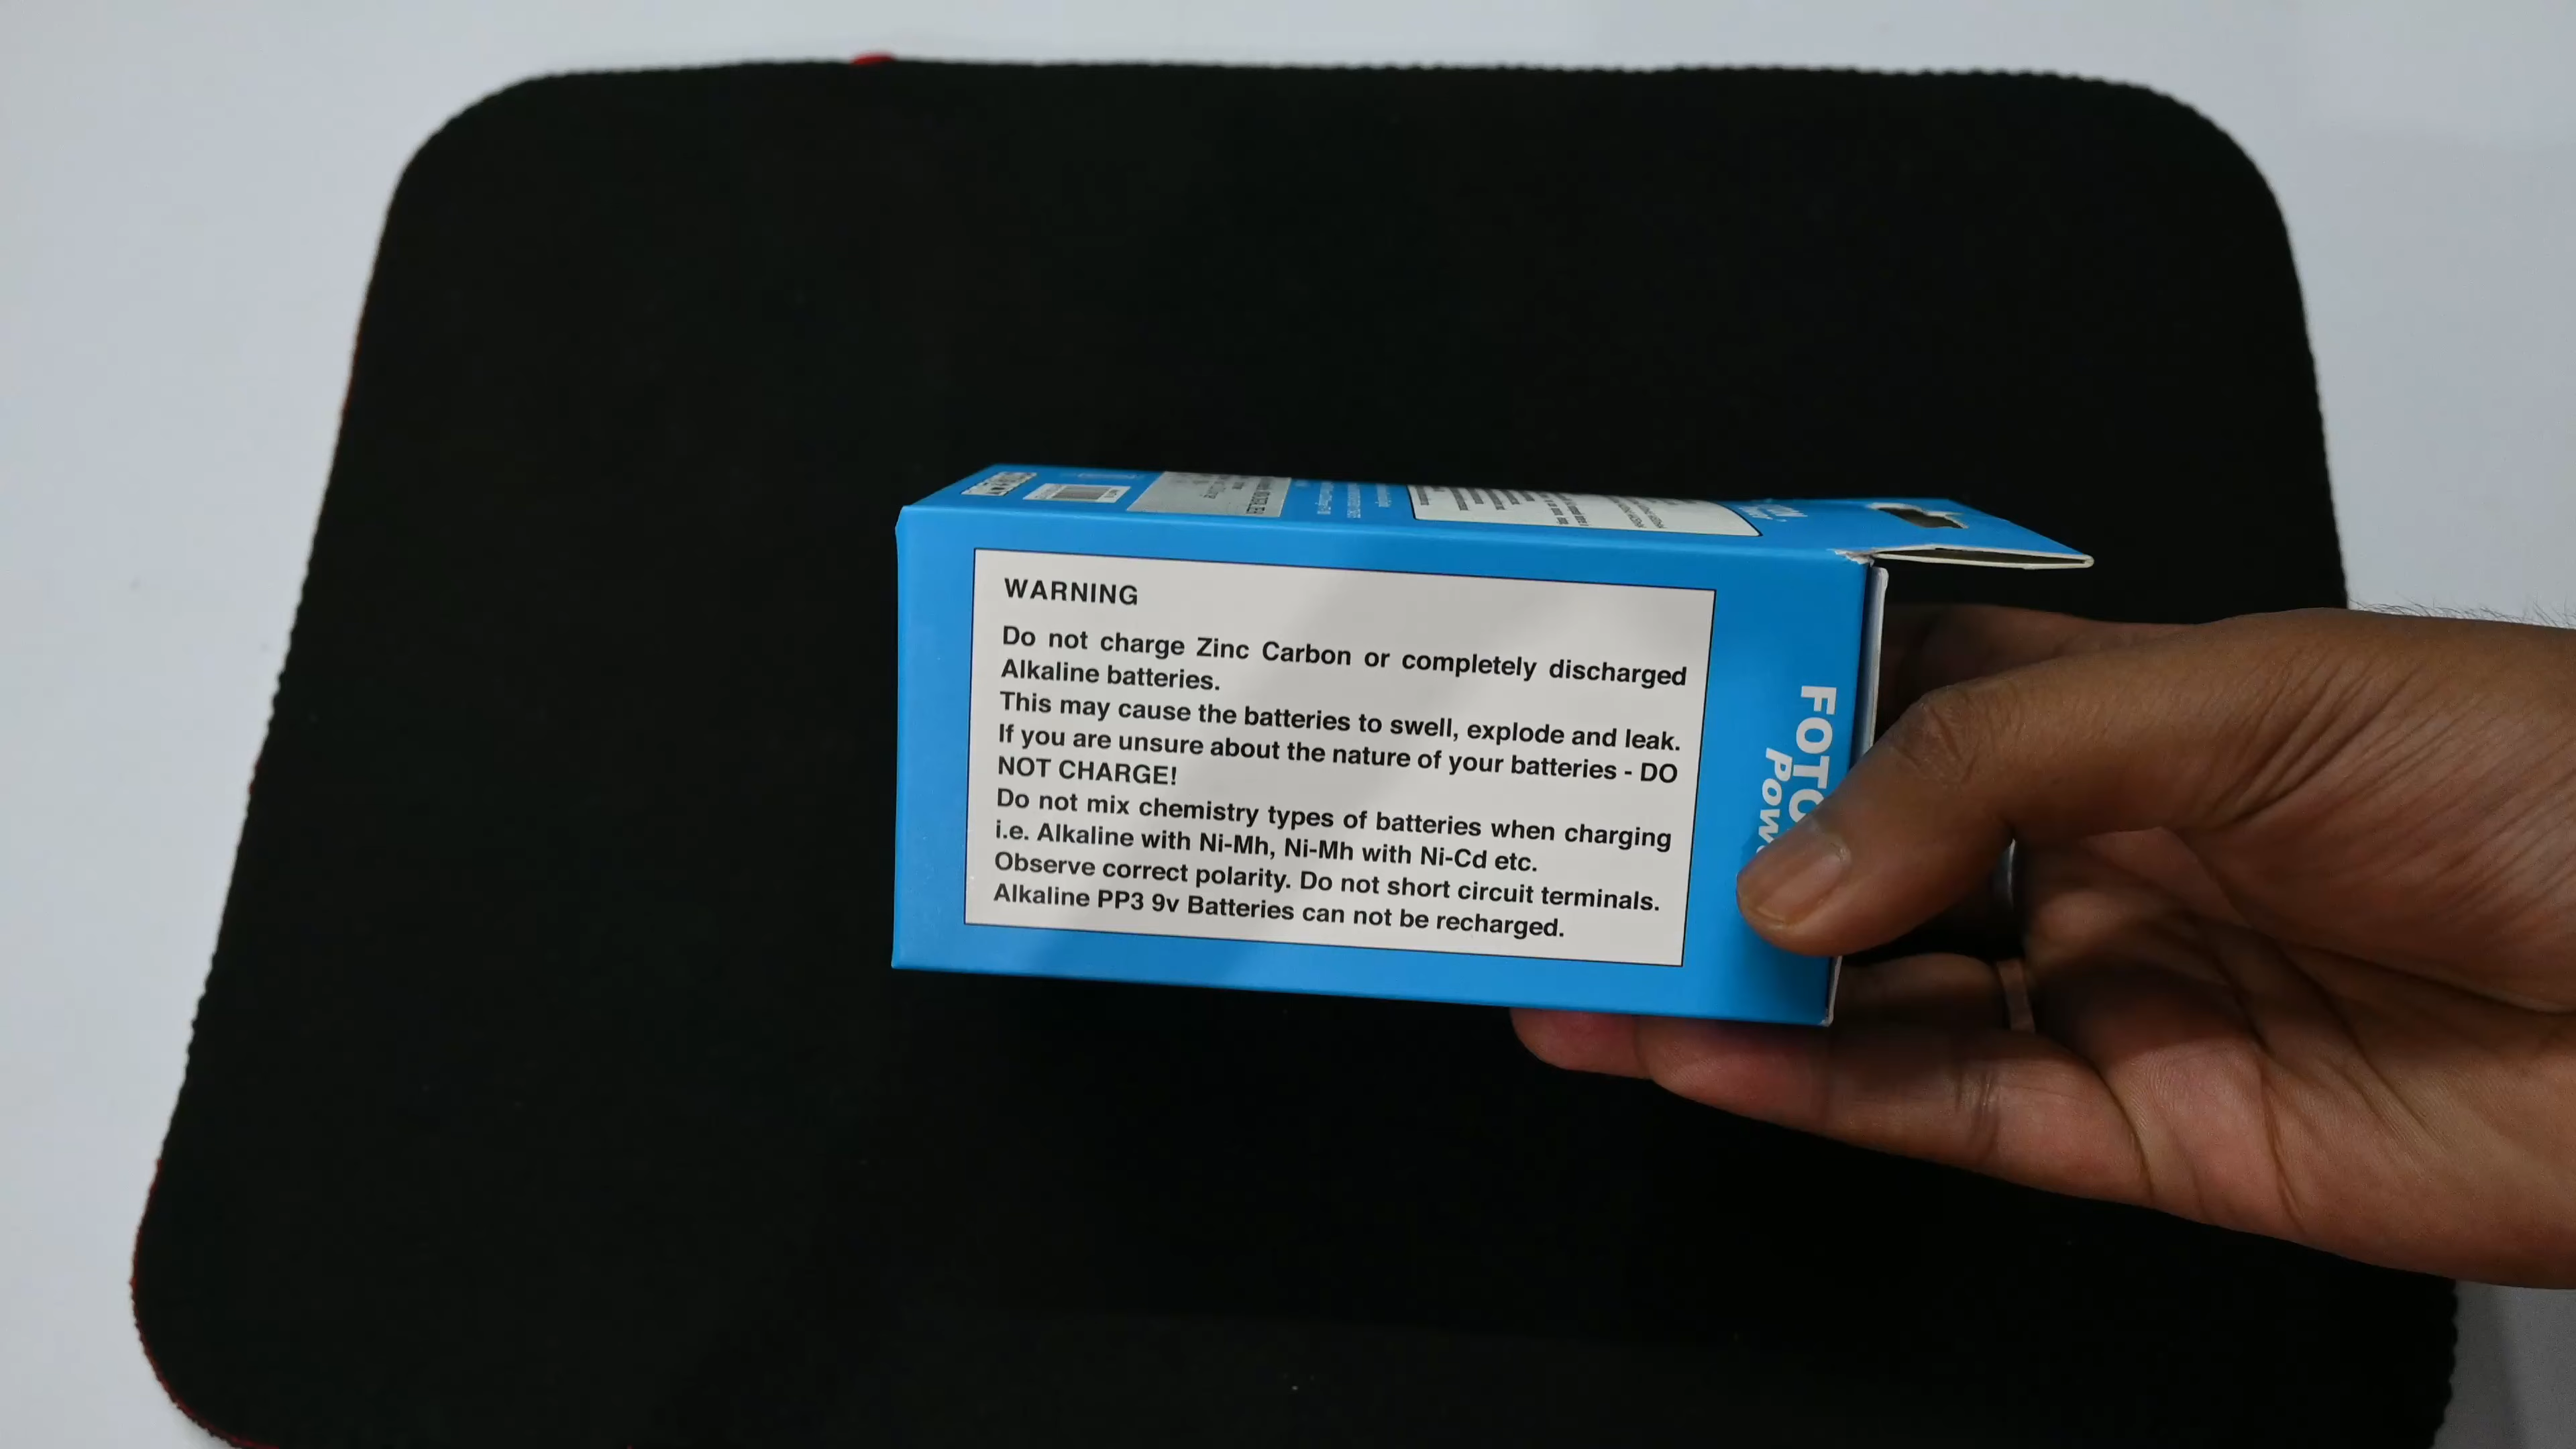 WARNING
Do not charge Zinc Carbon or completely discharged
Alkaline batteries.
This may cause the batteries to swell, explode and leak.
If you are unsure about the nature of your batteries - DO
NOT CHARGE!
Do not mix chemistry types of batteries when charging
i.e. Alkaline with Ni-Mh, Ni-Mh with Ni-Cd etc.
Observe correct polarity. Do not short circuit terminals.
Alkaline PP3 9v Batteries can not be recharged.